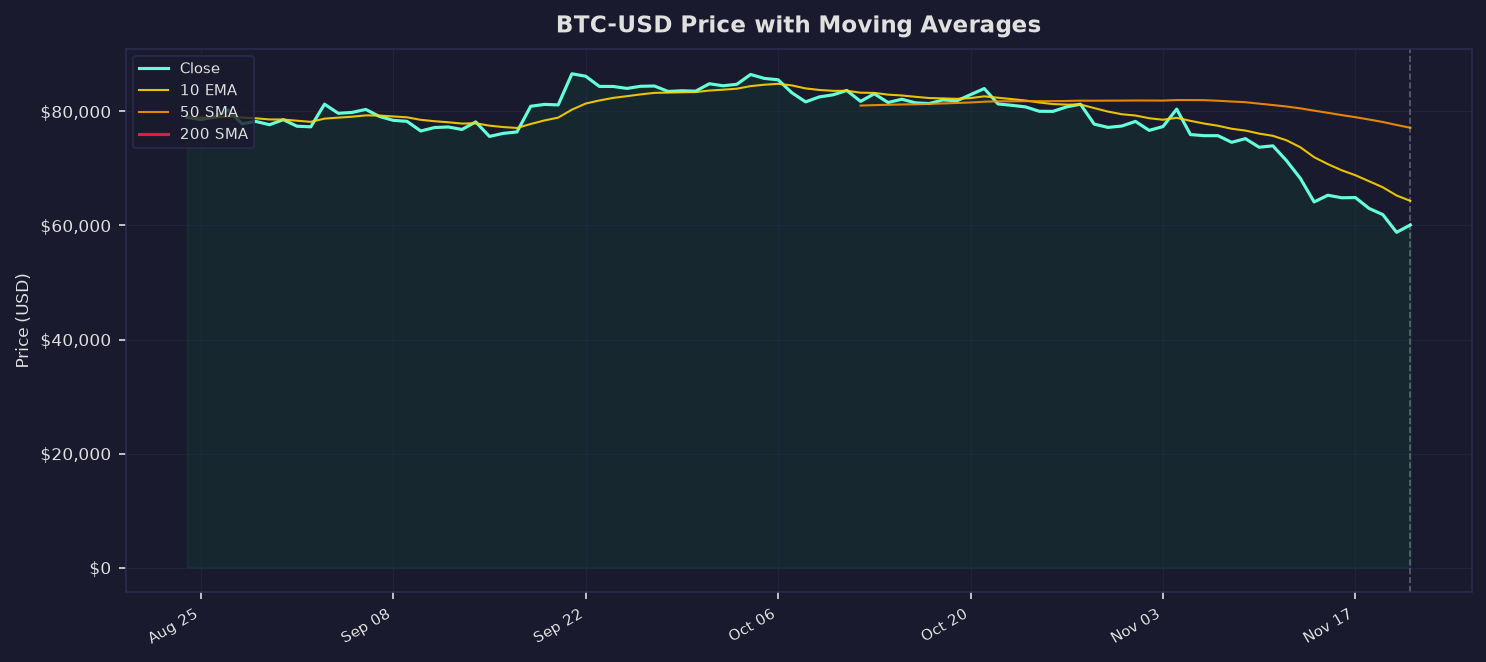 BTC-USD Price with Moving Averages
Close
10 EMA
50 SMA
200 SMA
Price (USD)
$80,000
$60,000
$40,000
$20,000
$0
Aug 25
Sep 08
Sep 22
Oct 06
Oct 20
Nov 03
Nov 17